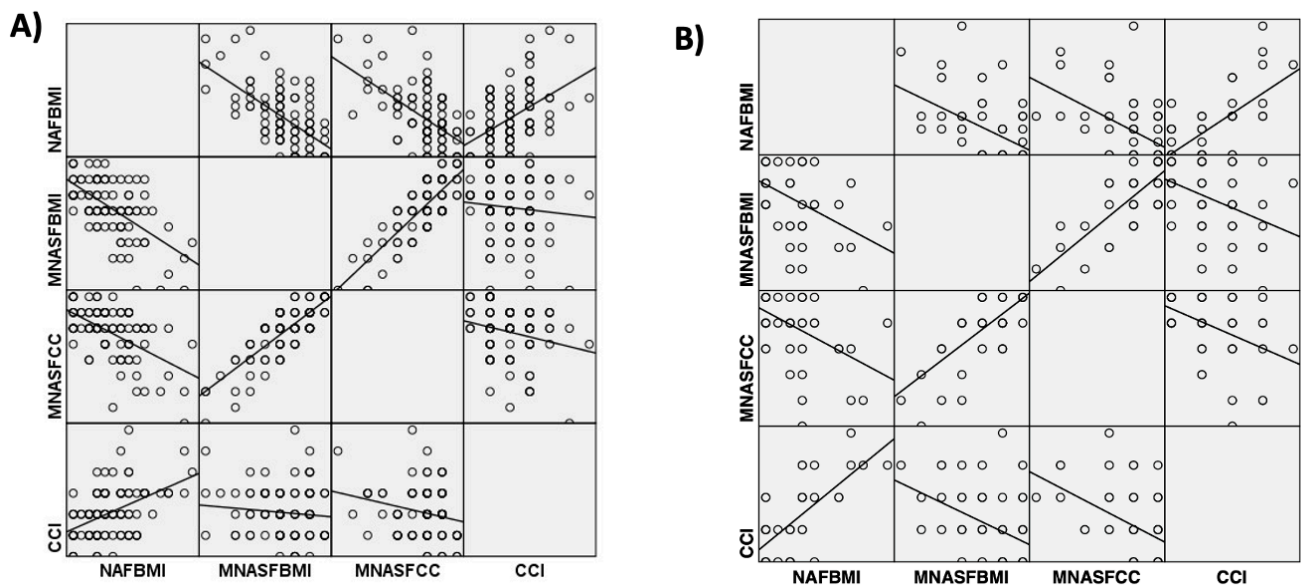 A)
NAFBMI
MNASFBMI
MNASFCC
CCI
NAFBMI MNASFBMI MNASFCC CCI
B)
NAFBMI
MNASFBMI
MNASFCC
CCI
NAFBMI MNASFBMI MNASFCC CCI